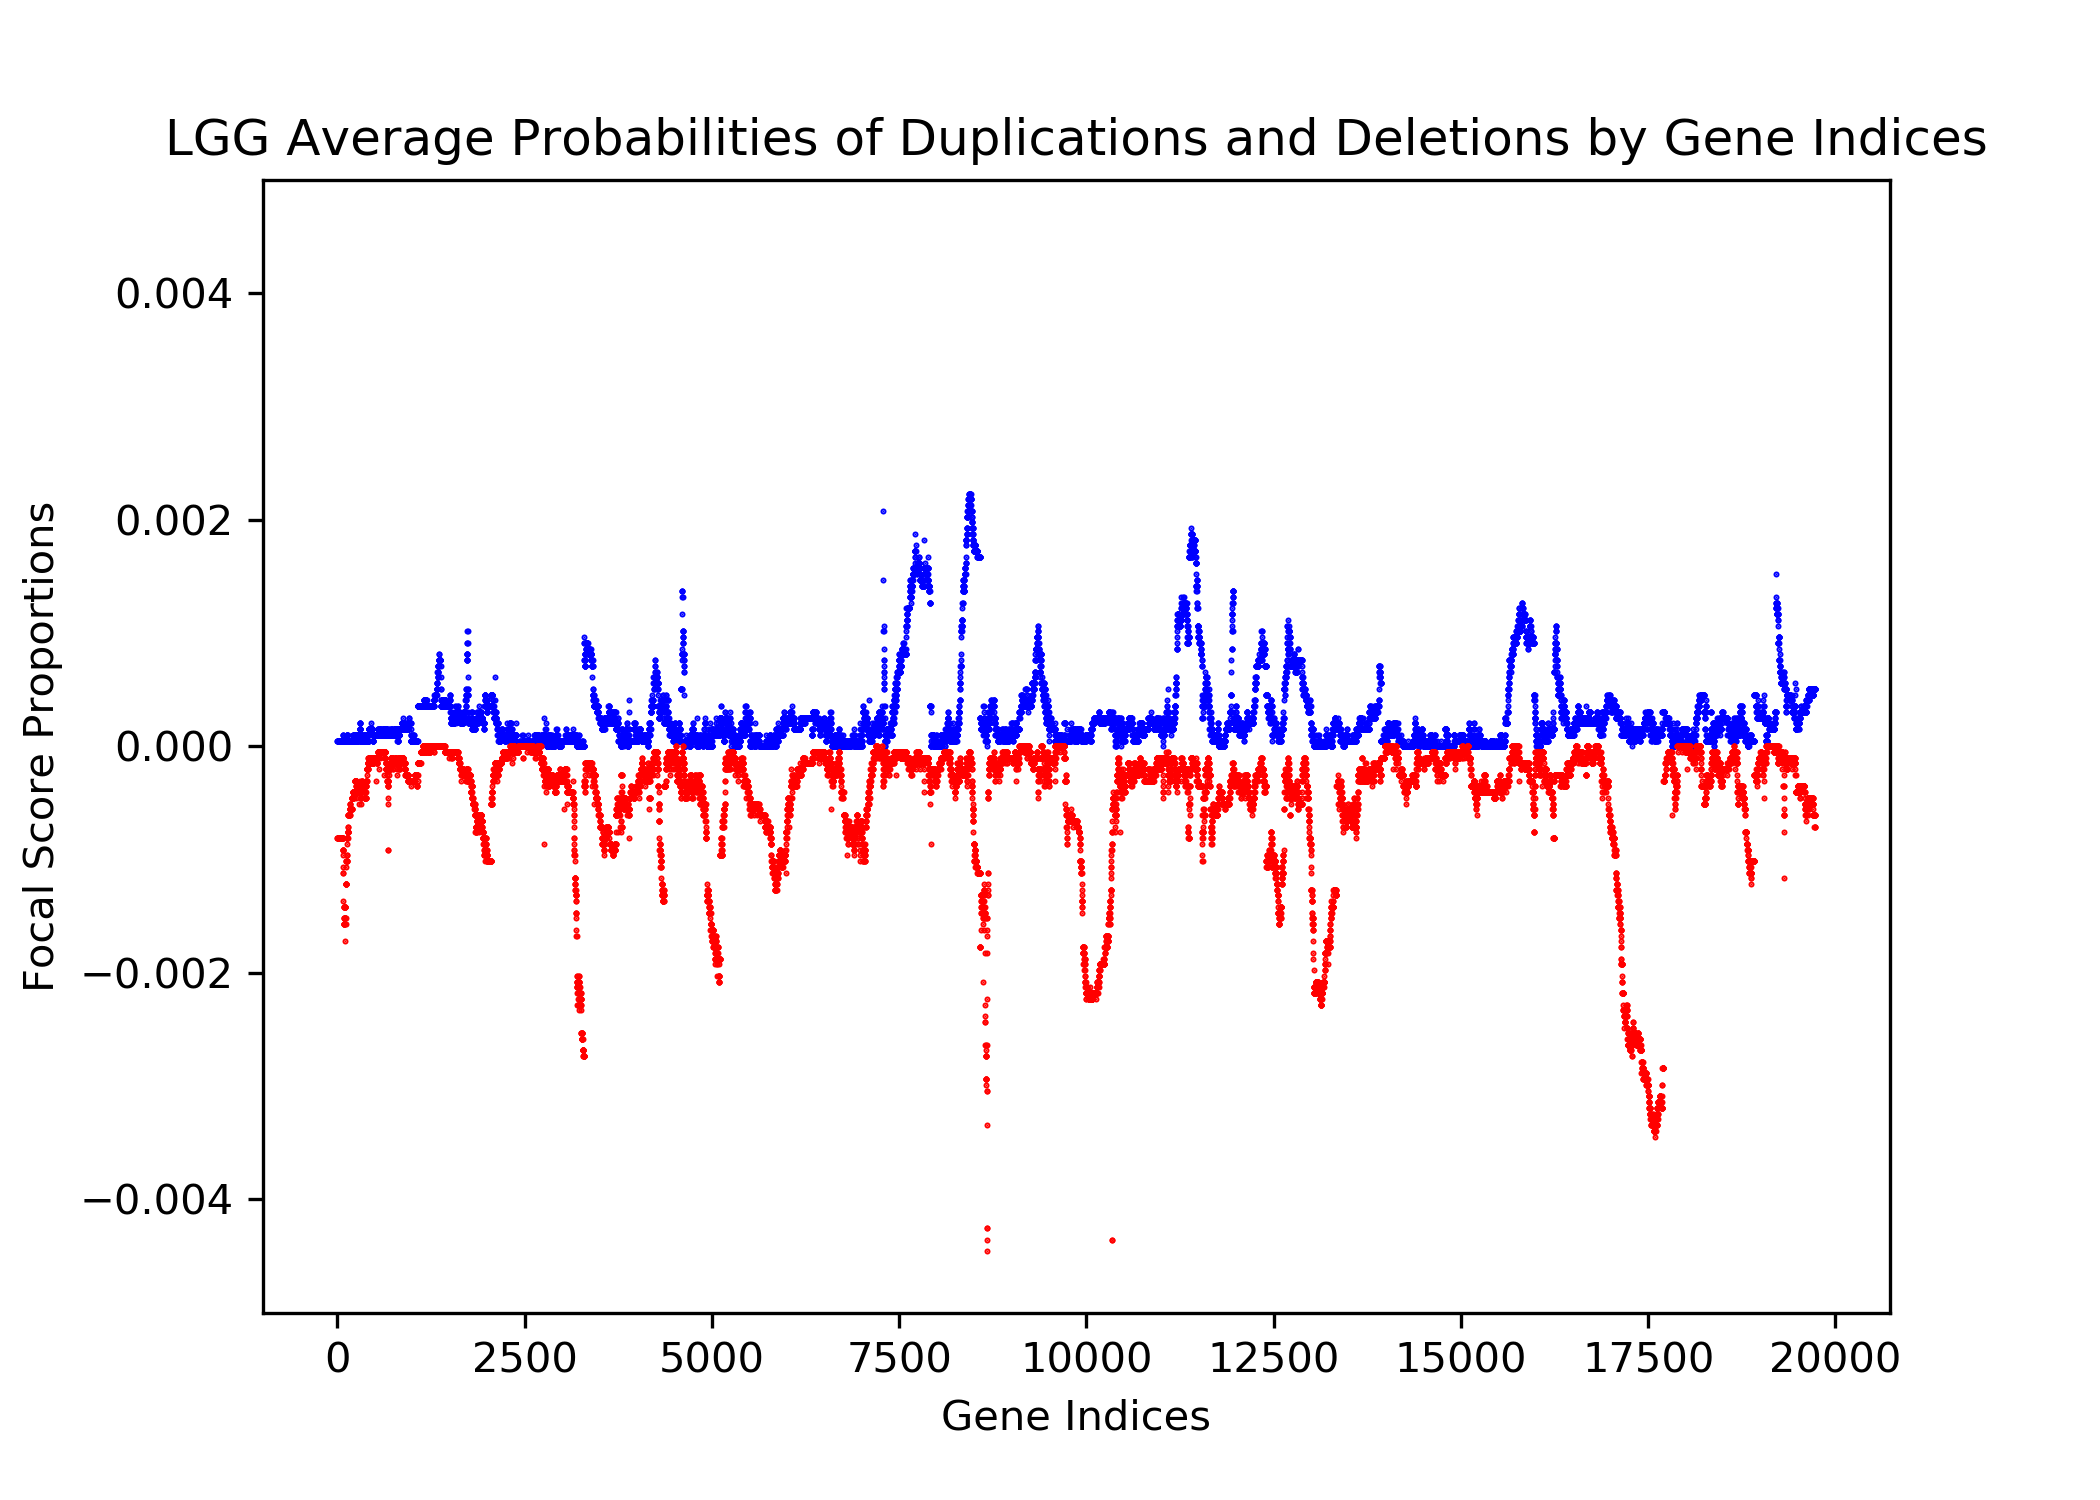 LGG Average Probabilities of Duplications and Deletions by Gene Indices
Focal Score Proportions
0.004
0.002
0.000
−0.002
−0.004
0 2500 5000 7500 10000 12500 15000 17500 20000
Gene Indices